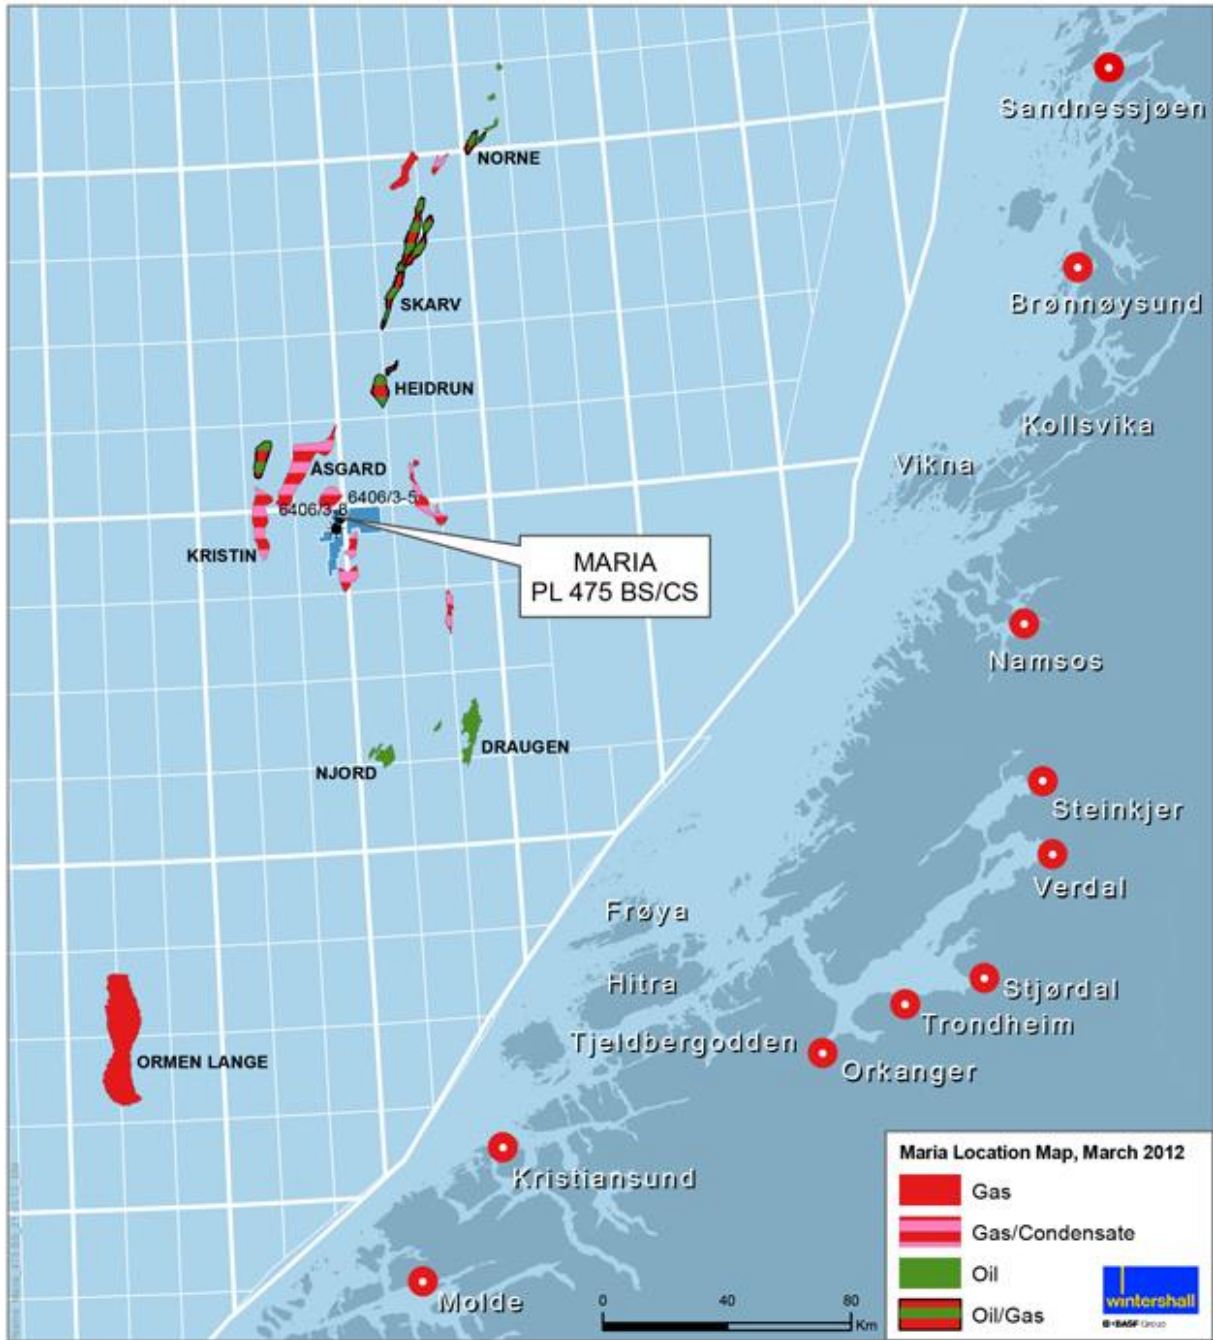 Sandnessjøen
NORNE
Brønnøysund
SKARV
HEIDRUN
Kollsvika
Vikna
ÅSGARD
6406/3-5
6406/3-8
KRISTIN
MARIA
PL 475 BS/CS
Namsos
DRAUGEN
NJORD
Steinkjer
Verdal
Frøya
Hitra
Stjørdal
Trondheim
Tjeldbergodden
ORMEN LANGE
Orkanger
Kristiansund
Molde
0 40 80
Km
Maria Location Map, March 2012
Gas
Gas/Condensate
Oil
Oil/Gas
wintershall
BASF Group